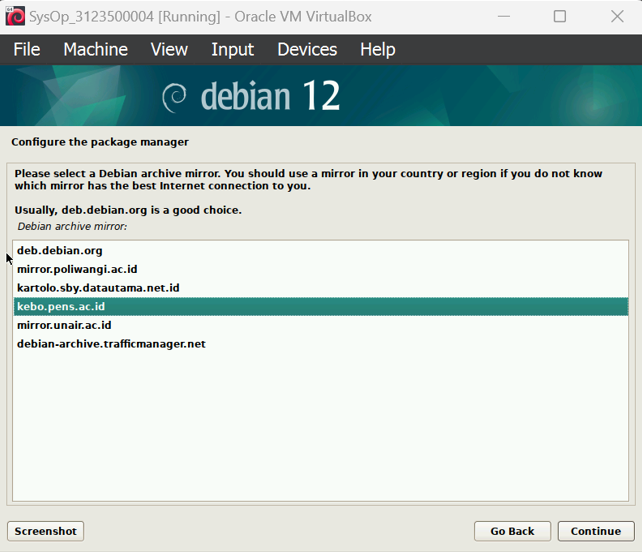 SysOp_3123500004 [Running] - Oracle VM VirtualBox
File Machine View Input Devices Help
debian 12
Configure the package manager
Please select a Debian archive mirror. You should use a mirror in your country or region if you do not know
which mirror has the best Internet connection to you.
Usually, deb.debian.org is a good choice.
Debian archive mirror:
deb.debian.org
mirror.poliwangi.ac.id
kartolo.sby.datautama.net.id
kebo.pens.ac.id
mirror.unair.ac.id
debian-archive.trafficmanager.net
Screenshot Go Back Continue